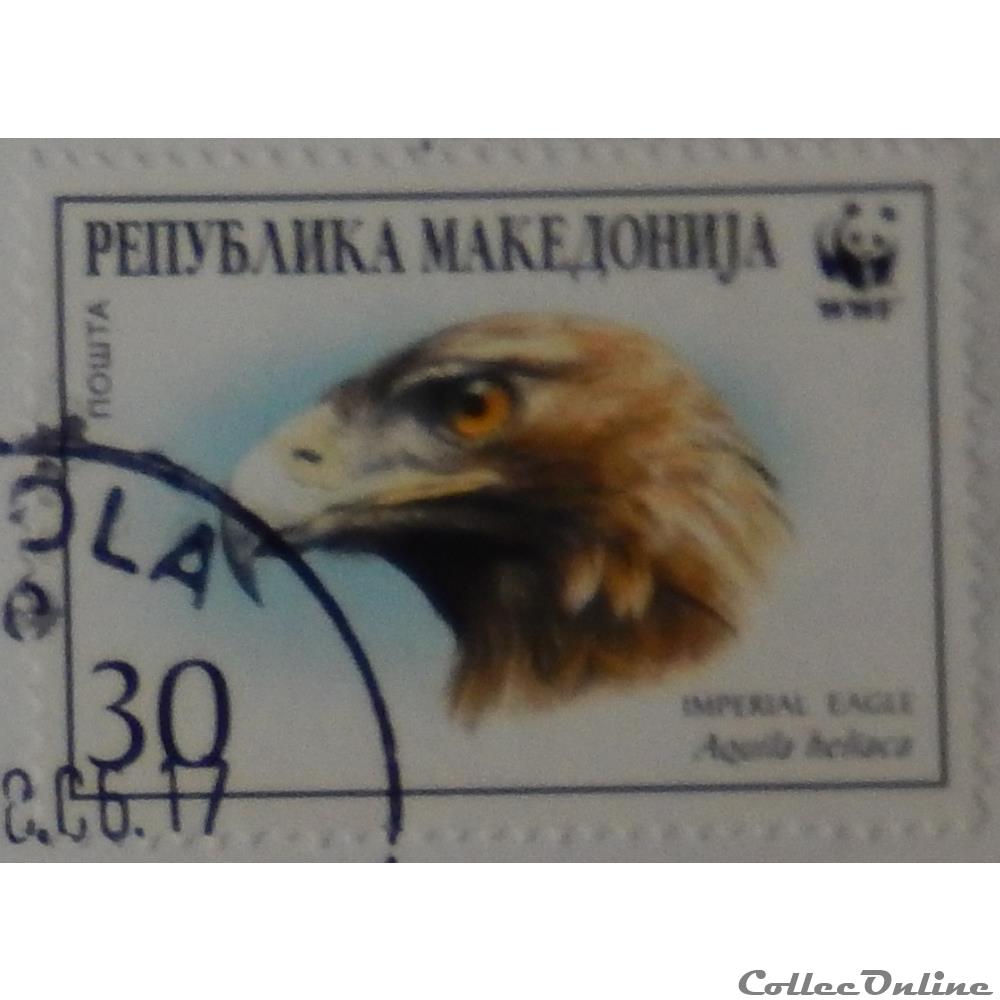 РЕПУБЛИКА МАКЕДОНИЈА
WWF
ПОШТА
30
IMPERIAL EAGLE
Aquila heliaca
CollecOnline